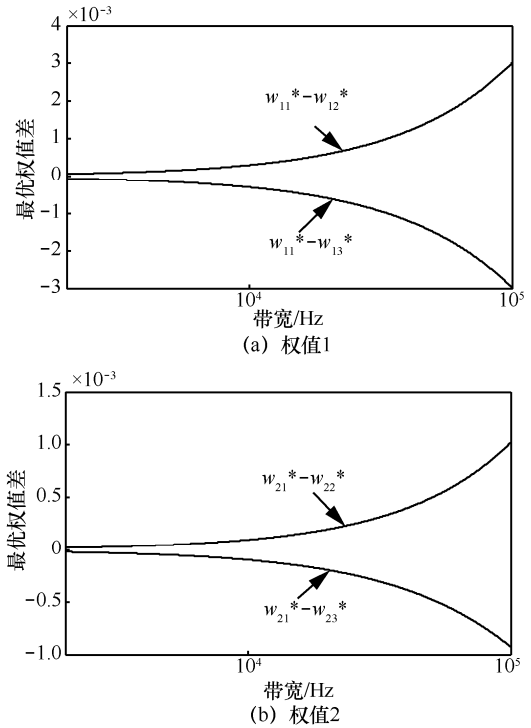 ×10⁻³
4
3
2
1
0
−1
−2
−3
最优权值差
w₁₁*−w₁₂*
w₁₁*−w₁₃*
10⁴
10⁵
带宽/Hz
(a) 权值1
×10⁻³
1.5
1.0
0.5
0
−0.5
−1.0
最优权值差
w₂₁*−w₂₂*
w₂₁*−w₂₃*
10⁴
10⁵
带宽/Hz
(b) 权值2